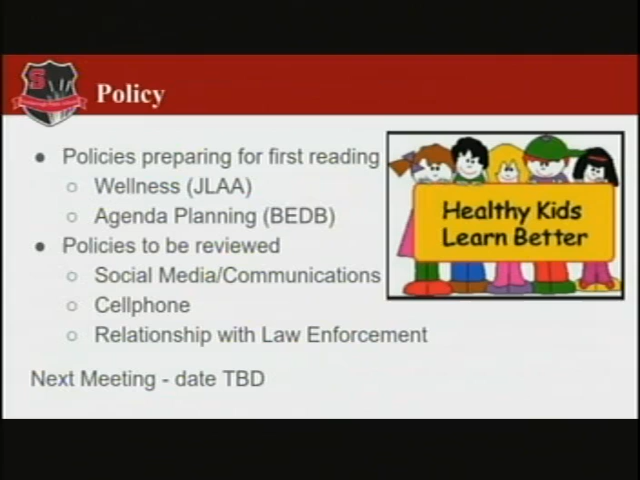 S
Policy
● Policies preparing for first reading
○ Wellness (JLAA)
○ Agenda Planning (BEDB)
● Policies to be reviewed
○ Social Media/Communications
○ Cellphone
○ Relationship with Law Enforcement
Next Meeting - date TBD
Healthy Kids
Learn Better